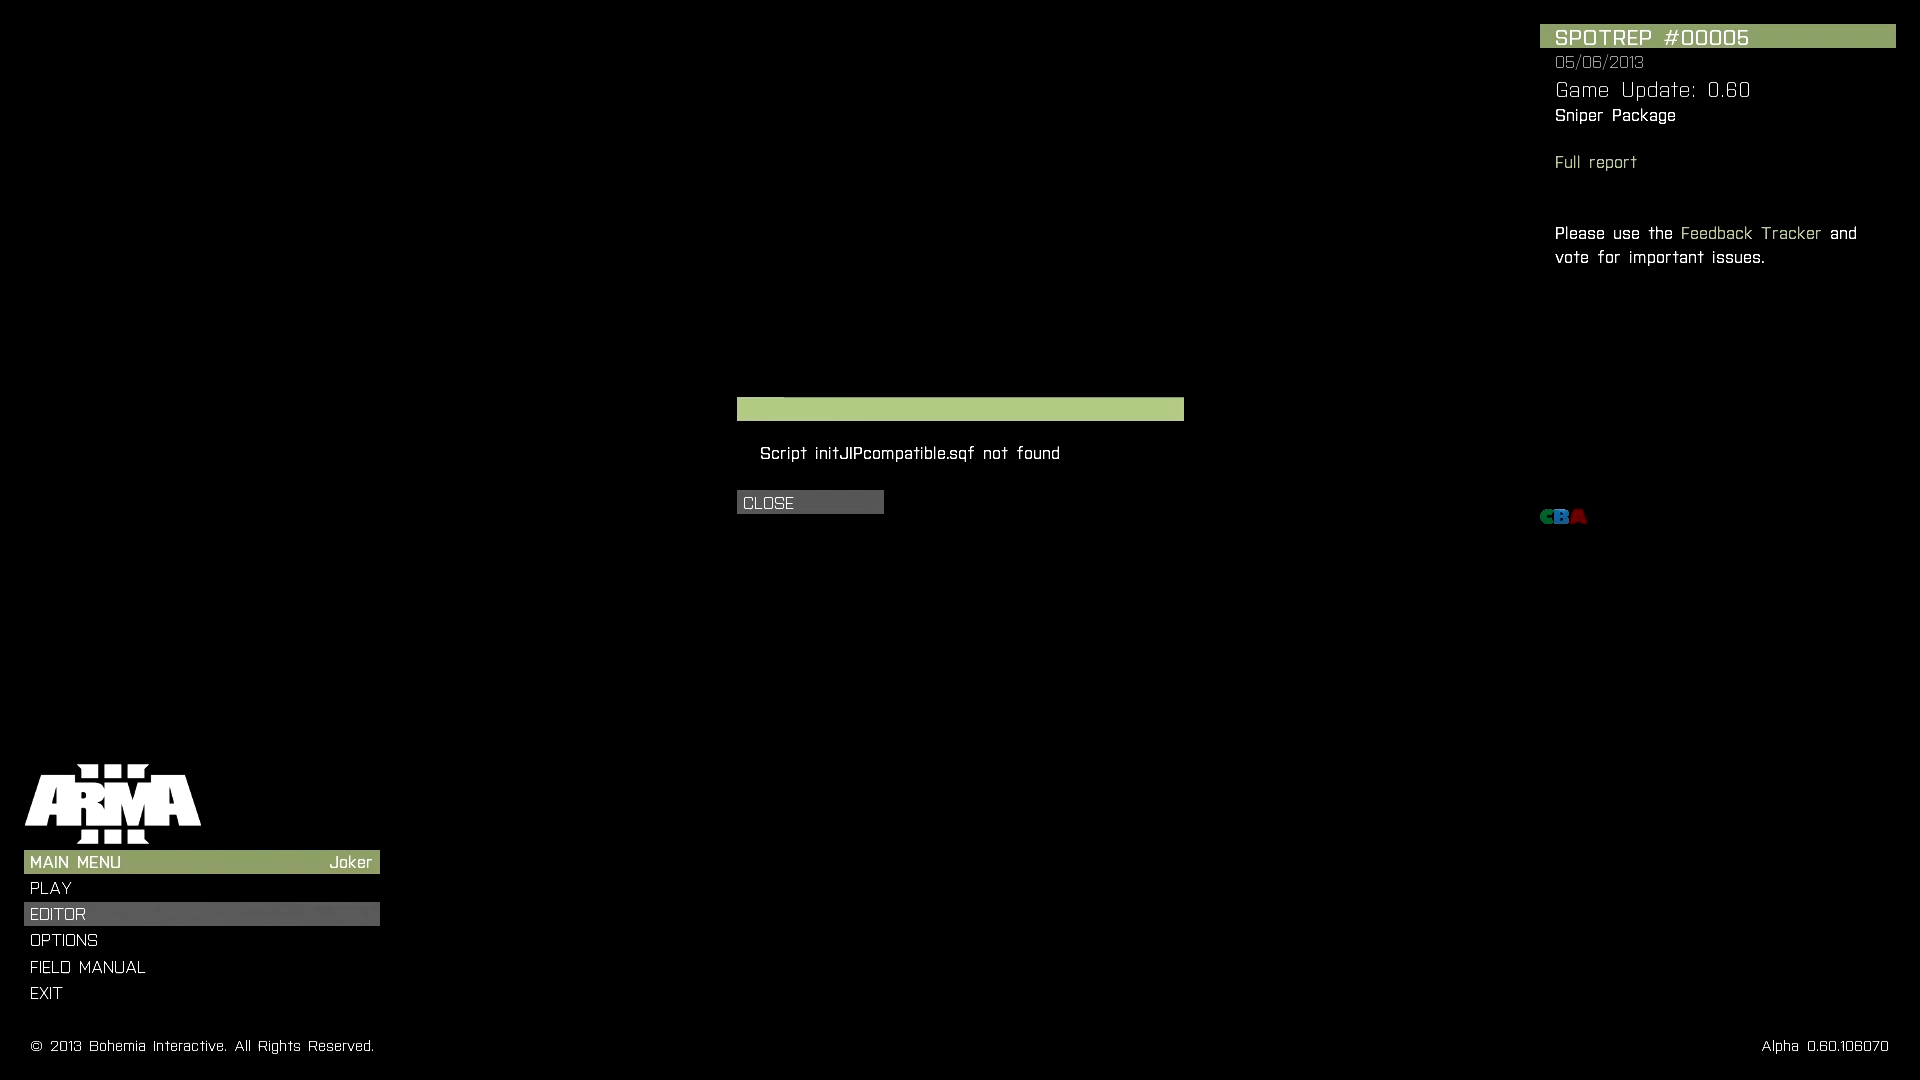 SPOTREP #00005
05/06/2013
Game Update: 0.60
Sniper Package
Full report
Please use the Feedback Tracker and
vote for important issues.
Script initJIPcompatible.sqf not found
CLOSE
CBA
ARMA
III
MAIN MENU Joker
PLAY
EDITOR
OPTIONS
FIELD MANUAL
EXIT
© 2013 Bohemia Interactive. All Rights Reserved.
Alpha 0.60.106070